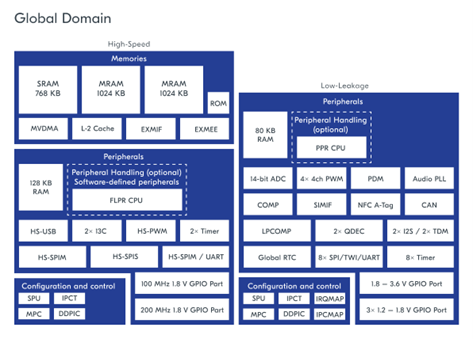 Global Domain
High-Speed
Memories
SRAM
768 KB
MRAM
1024 KB
MRAM
1024 KB
ROM
MVDMA
L-2 Cache
EXMIF
EXMEE
Peripherals
128 KB
RAM
Peripheral Handling (optional)
Software-defined peripherals
FLPR CPU
HS-USB
2× I3C
HS-PWM
2× Timer
HS-SPIM
HS-SPIS
HS-SPIM / UART
Configuration and control
SPU
IPCT
MPC
DDPIC
100 MHz 1.8 V GPIO Port
200 MHz 1.8 V GPIO Port
Low-Leakage
Peripherals
80 KB
RAM
Peripheral Handling
(optional)
PPR CPU
14-bit ADC
4× 4ch PWM
PDM
Audio PLL
COMP
SIMIF
NFC A-Tag
CAN
LPCOMP
2× QDEC
2× I2S / 2× TDM
Global RTC
8× SPI/TWI/UART
8× Timer
Configuration and control
SPU
IPCT
IRQMAP
MPC
DDPIC
IPCMAP
1.8 – 3.6 V GPIO Port
3× 1.2 – 1.8 V GPIO Port